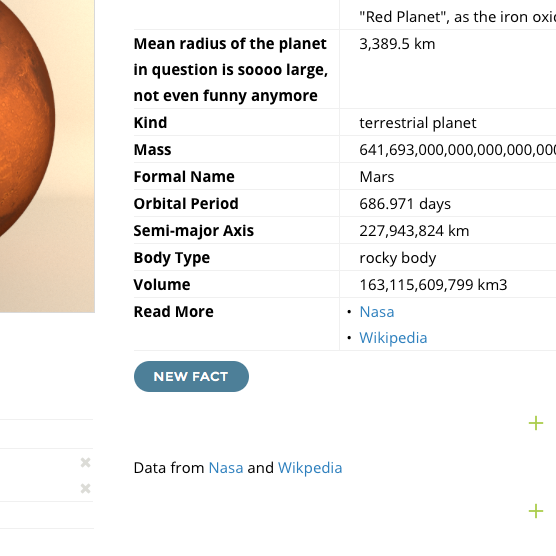 "Red Planet", as the iron
Mean radius of the planet 3,389.5 km
in question is soooo large,
not even funny anymore
Kind terrestrial planet
Mass 641,693,000,000,000,000,000
Formal Name Mars
Orbital Period 686.971 days
Semi-major Axis 227,943,824 km
Body Type rocky body
Volume 163,115,609,799 km3
Read More • Nasa
• Wikipedia
NEW FACT
Data from Nasa and Wikpedia